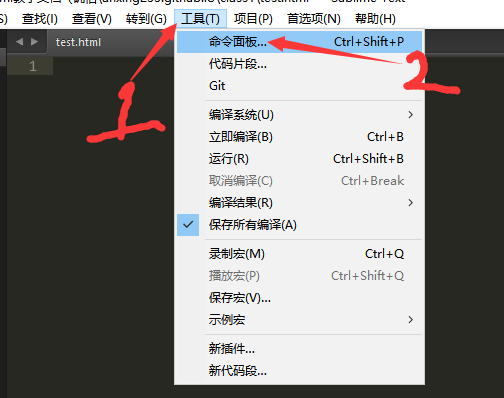 S) 查找(I) 查看(V) 转到(G) 工具(T) 项目(P) 首选项(N) 帮助(H)
test.html
1
命令面板... Ctrl+Shift+P
代码片段...
Git
编译系统(U)
立即编译(B) Ctrl+B
运行(R) Ctrl+Shift+B
取消编译(C) Ctrl+Break
编译结果(R)
保存所有编译(A)
录制宏(M) Ctrl+Q
播放宏(P) Ctrl+Shift+Q
保存宏(V)...
示例宏
新插件...
新代码段...
1
2